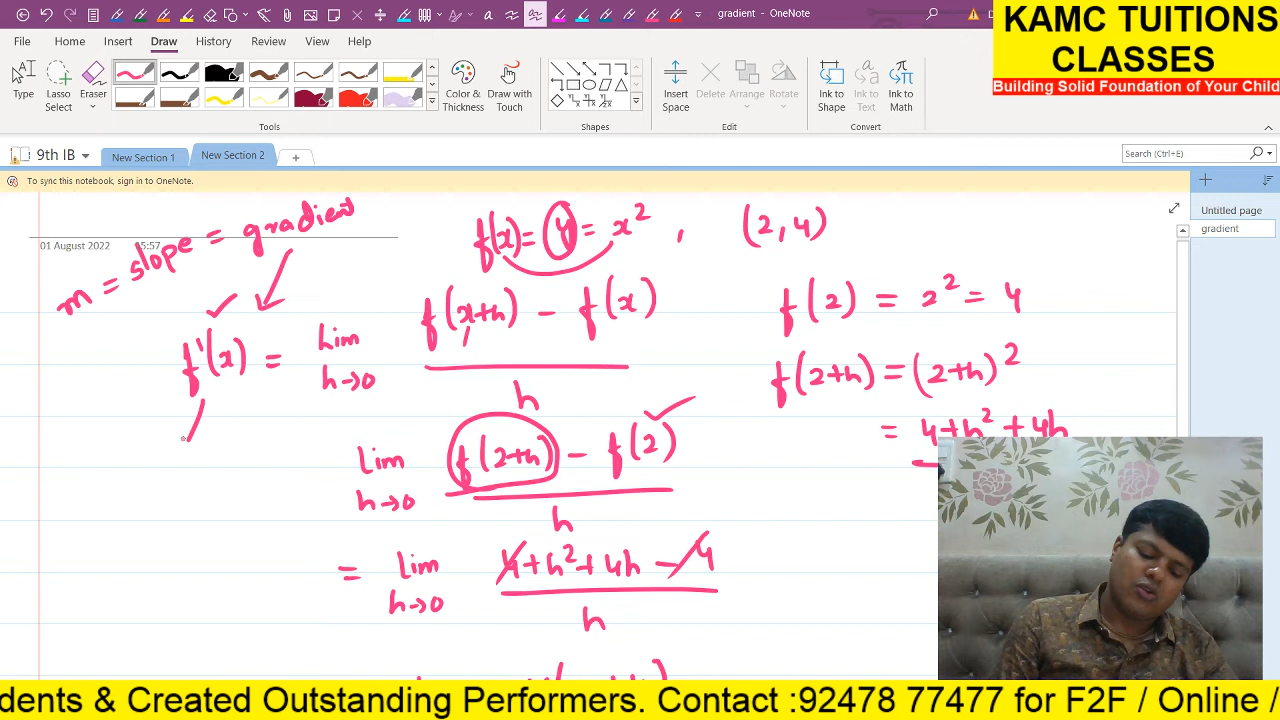 gradient - OneNote
KAMC TUITIONS
CLASSES
Building Solid Foundation of Your Child
File Home Insert Draw History Review View Help
Type
Lasso Select
Eraser
Color & Thickness
Draw with Touch
Insert Space
Delete
Arrange
Rotate
Ink to Shape
Ink to Text
Ink to Math
Tools
Shapes
Edit
Convert
9th IB
New Section 1
New Section 2
Search (Ctrl+E)
To sync this notebook, sign in to OneNote.
Untitled page
gradient
01 August 2022 15:57
m = slope = gradient
f(x) = y = x² , (2,4)
f'(x) = Lim h→0 f(x+h) - f(x) / h
f(2) = 2² = 4
f(2+h) = (2+h)²
= 4+h²+4h
Lim h→0 f(2+h) - f(2) / h
= Lim h→0 4+h²+4h - 4 / h
dents & Created Outstanding Performers. Contact :92478 77477 for F2F / Online /